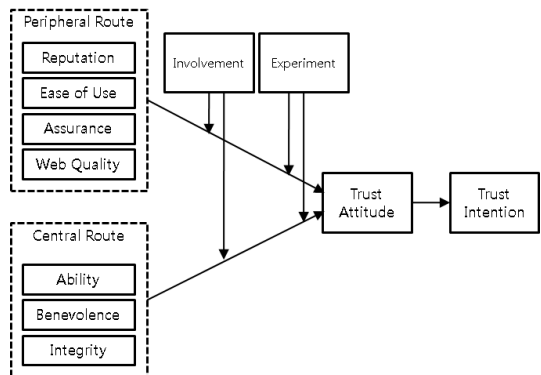 Peripheral Route
Reputation
Ease of Use
Assurance
Web Quality
Involvement
Experiment
Central Route
Ability
Benevolence
Integrity
Trust
Attitude
Trust
Intention